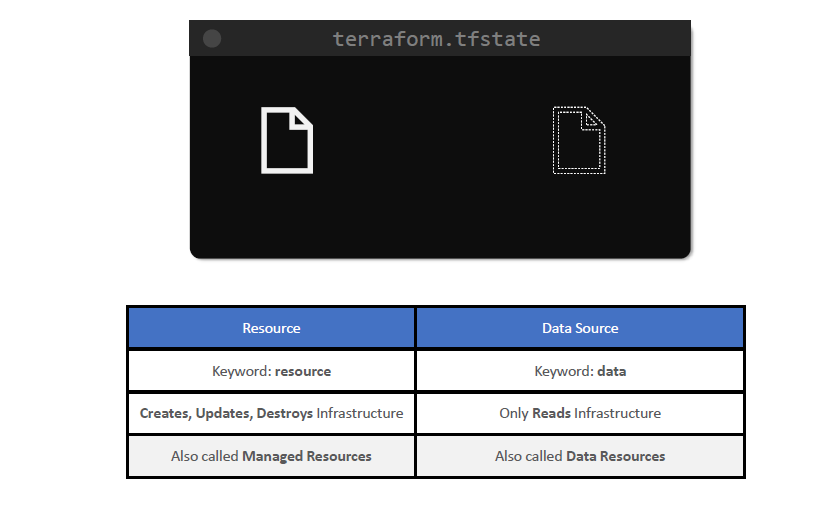 terraform.tfstate
Resource
Data Source
Keyword: resource
Keyword: data
Creates, Updates, Destroys Infrastructure
Only Reads Infrastructure
Also called Managed Resources
Also called Data Resources